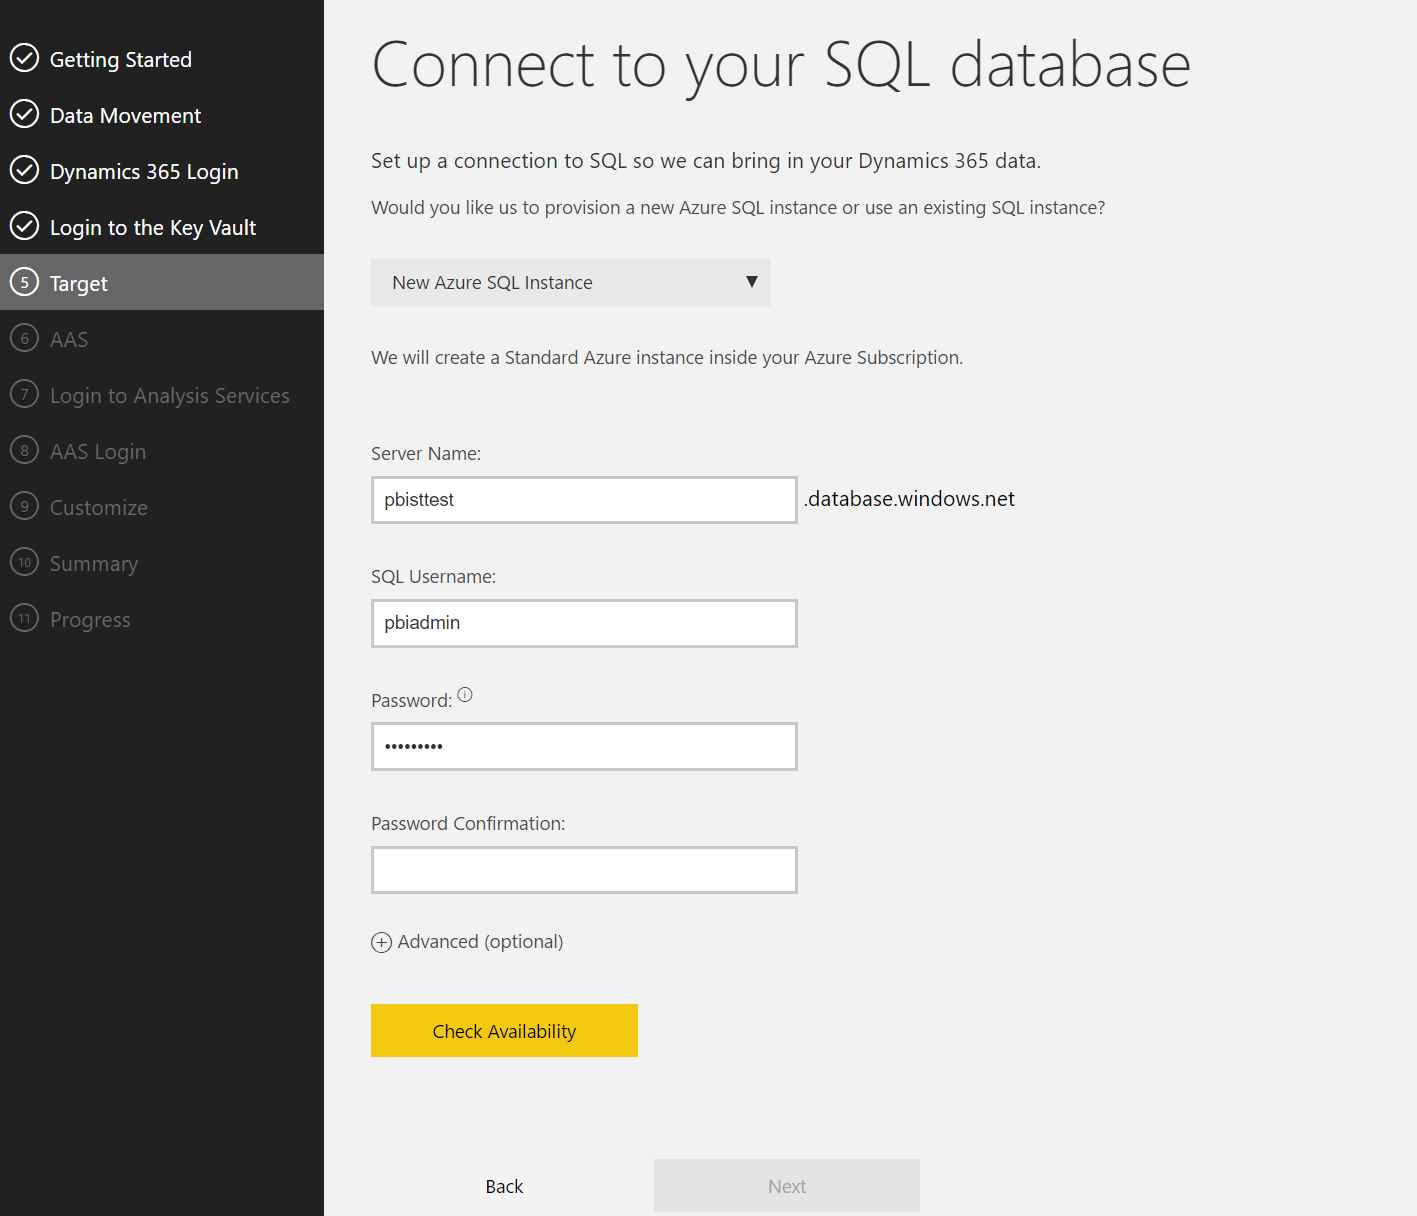 Getting Started
Data Movement
Dynamics 365 Login
Login to the Key Vault
5 Target
6 AAS
7 Login to Analysis Services
8 AAS Login
9 Customize
10 Summary
11 Progress
Connect to your SQL database
Set up a connection to SQL so we can bring in your Dynamics 365 data.
Would you like us to provision a new Azure SQL instance or use an existing SQL instance?
New Azure SQL Instance
We will create a Standard Azure instance inside your Azure Subscription.
Server Name:
pbisttest .database.windows.net
SQL Username:
pbiadmin
Password:
•••••••••
Password Confirmation:
Advanced (optional)
Check Availability
Back Next